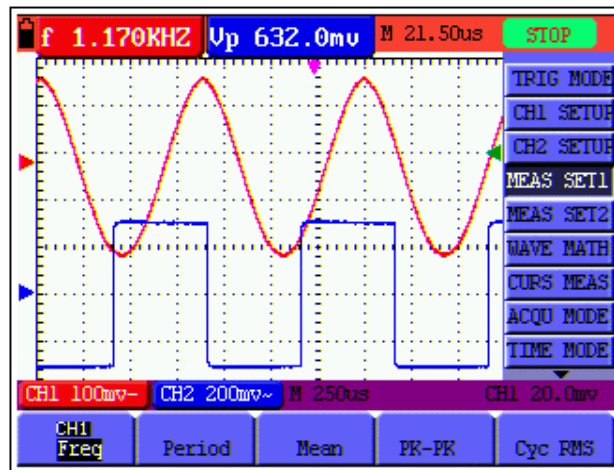 f 1.170KHZ Vp 632.0mv M 21.50us STOP
TRIG MODE
CH1 SETUP
CH2 SETUP
MEAS SET1
MEAS SET2
WAVE MATH
CURS MEAS
ACQU MODE
TIME MODE
CH1 100mv- CH2 200mv~ M 250us CH1 20.0mv
CH1
Freq Period Mean PK-PK Cyc RMS